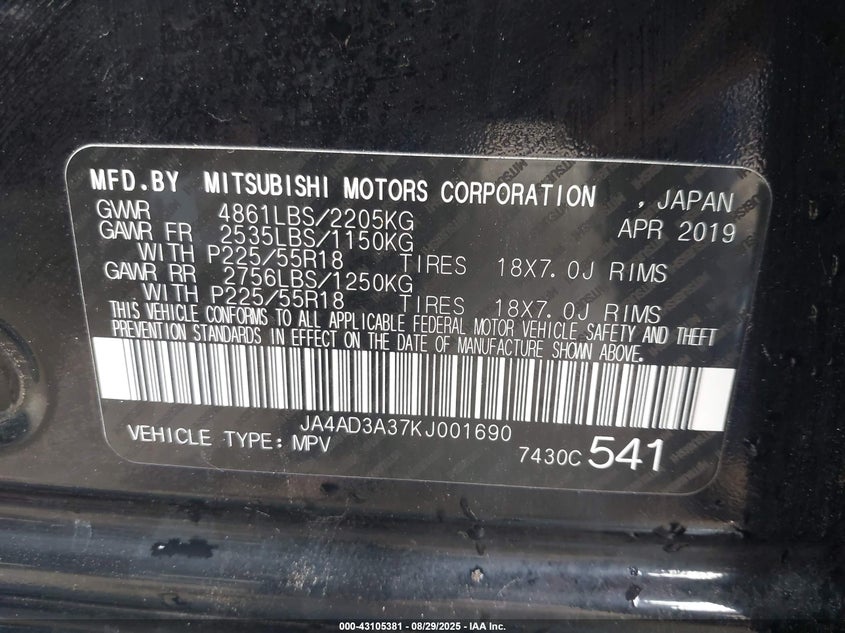 MFD.BY MITSUBISHI MOTORS CORPORATION , JAPAN
GVWR 4861LBS/2205KG APR 2019
GAWR FR 2535LBS/1150KG
WITH P225/55R18 TIRES 18X7.0J RIMS
GAWR RR 2756LBS/1250KG
WITH P225/55R18 TIRES 18X7.0J RIMS
THIS VEHICLE CONFORMS TO ALL APPLICABLE FEDERAL MOTOR VEHICLE SAFETY AND THEFT
PREVENTION STANDARDS IN EFFECT ON THE DATE OF MANUFACTURE SHOWN ABOVE.
JA4AD3A37KJ001690
VEHICLE TYPE: MPV 7430C 541
000-43105381 - 08/29/2025 - IAA Inc.